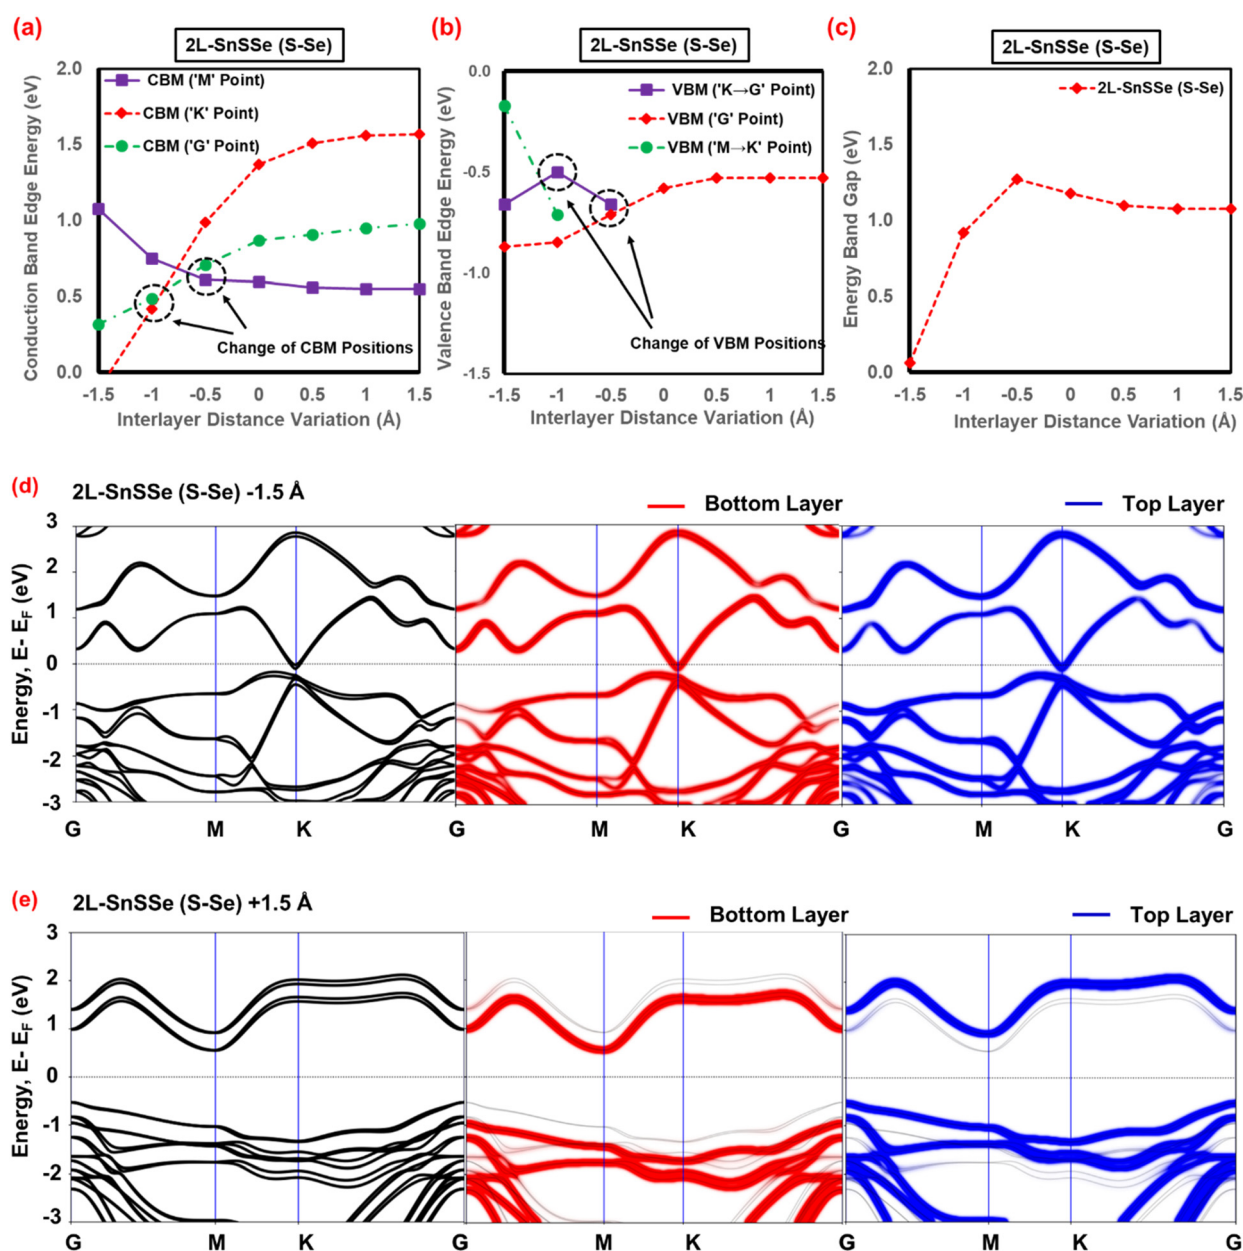 (a)
2L-SnSSe (S-Se)
Conduction Band Edge Energy (eV)
2.0
1.5
1.0
0.5
0.0
CBM ('M' Point)
CBM ('K' Point)
CBM ('G' Point)
Change of CBM Positions
-1.5 -1 -0.5 0 0.5 1 1.5
Interlayer Distance Variation (Å)
(b)
2L-SnSSe (S-Se)
Valence Band Edge Energy (eV)
0.0
-0.5
-1.0
-1.5
VBM ('K→G' Point)
VBM ('G' Point)
VBM ('M→K' Point)
Change of VBM Positions
-1.5 -1 -0.5 0 0.5 1 1.5
Interlayer Distance Variation (Å)
(c)
2L-SnSSe (S-Se)
Energy Band Gap (eV)
2.0
1.5
1.0
0.5
0.0
2L-SnSSe (S-Se)
-1.5 -1 -0.5 0 0.5 1 1.5
Interlayer Distance Variation (Å)
(d)
2L-SnSSe (S-Se) -1.5 Å
Bottom Layer
Top Layer
Energy, E- EF (eV)
3
2
1
0
-1
-2
-3
G M K G M K G M K G
(e)
2L-SnSSe (S-Se) +1.5 Å
Bottom Layer
Top Layer
Energy, E- EF (eV)
3
2
1
0
-1
-2
-3
G M K G M K G M K G